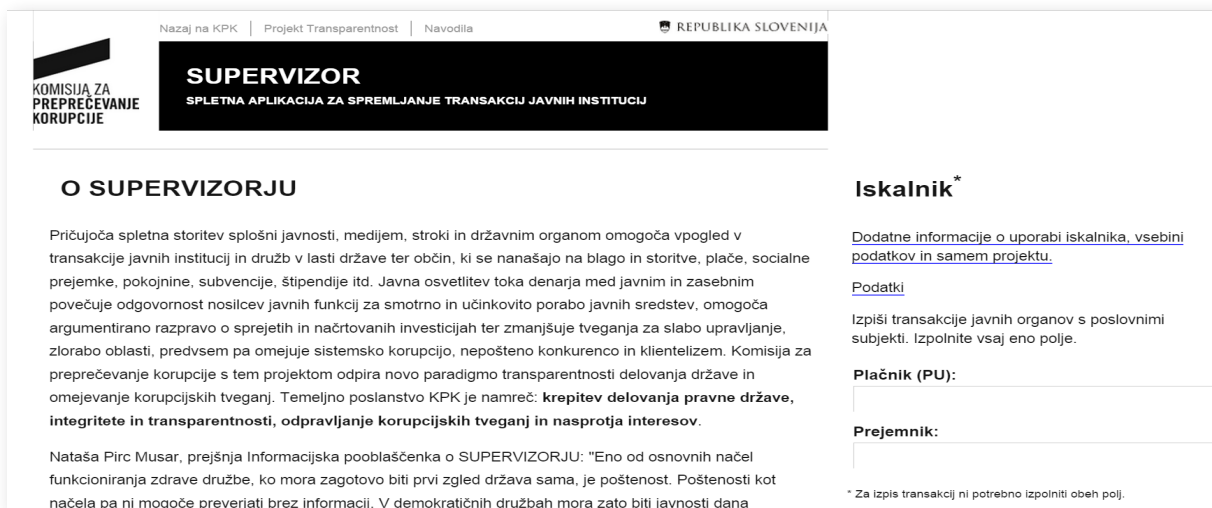 Nazaj na KPK
Projekt Transparentnost
Navodila
REPUBLIKA SLOVENIJA
KOMISIJA ZA
PREPREČEVANJE
KORUPCIJE
SUPERVIZOR
SPLETNA APLIKACIJA ZA SPREMLJANJE TRANSAKCIJ JAVNIH INSTITUCIJ
O SUPERVIZORJU
Pričujoča spletna storitev splošni javnosti, medijem, stroki in državnim organom omogoča vpogled v
transakcije javnih institucij in družb v lasti države ter občin, ki se nanašajo na blago in storitve, plače, socialne
prejemke, pokojnine, subvencije, štipendije itd. Javna osvetlitev toka denarja med javnim in zasebnim
povečuje odgovornost nosilcev javnih funkcij za smotrno in učinkovito porabo javnih sredstev, omogoča
argumentirano razpravo o sprejetih in načrtovanih investicijah ter zmanjšuje tveganja za slabo upravljanje,
zlorabo oblasti, predvsem pa omejuje sistemsko korupcijo, nepošteno konkurenco in klientelizem. Komisija za
preprečevanje korupcije s tem projektom odpira novo paradigmo transparentnosti delovanja države in
omejevanje korupcijskih tveganj. Temeljno poslanstvo KPK je namreč: krepitev delovanja pravne države,
integritete in transparentnosti, odpravljanje korupcijskih tveganj in nasprotja interesov.
Nataša Pirc Musar, prejšnja Informacijska pooblaščenka o SUPERVIZORJU: "Eno od osnovnih načel
funkcioniranja zdrave družbe, ko mora zagotovo biti prvi zgled država sama, je poštenost. Poštenosti kot
načela pa ni mogoče preverjati brez informacij. V demokratičnih družbah mora zato biti javnosti dana
Iskalnik*
Dodatne informacije o uporabi iskalnika, vsebini
podatkov in samem projektu.
Podatki
Izpiši transakcije javnih organov s poslovnimi
subjekti. Izpolnite vsaj eno polje.
Plačnik (PU):
Prejemnik:
* Za izpis transakcij ni potrebno izpolniti obeh polj.